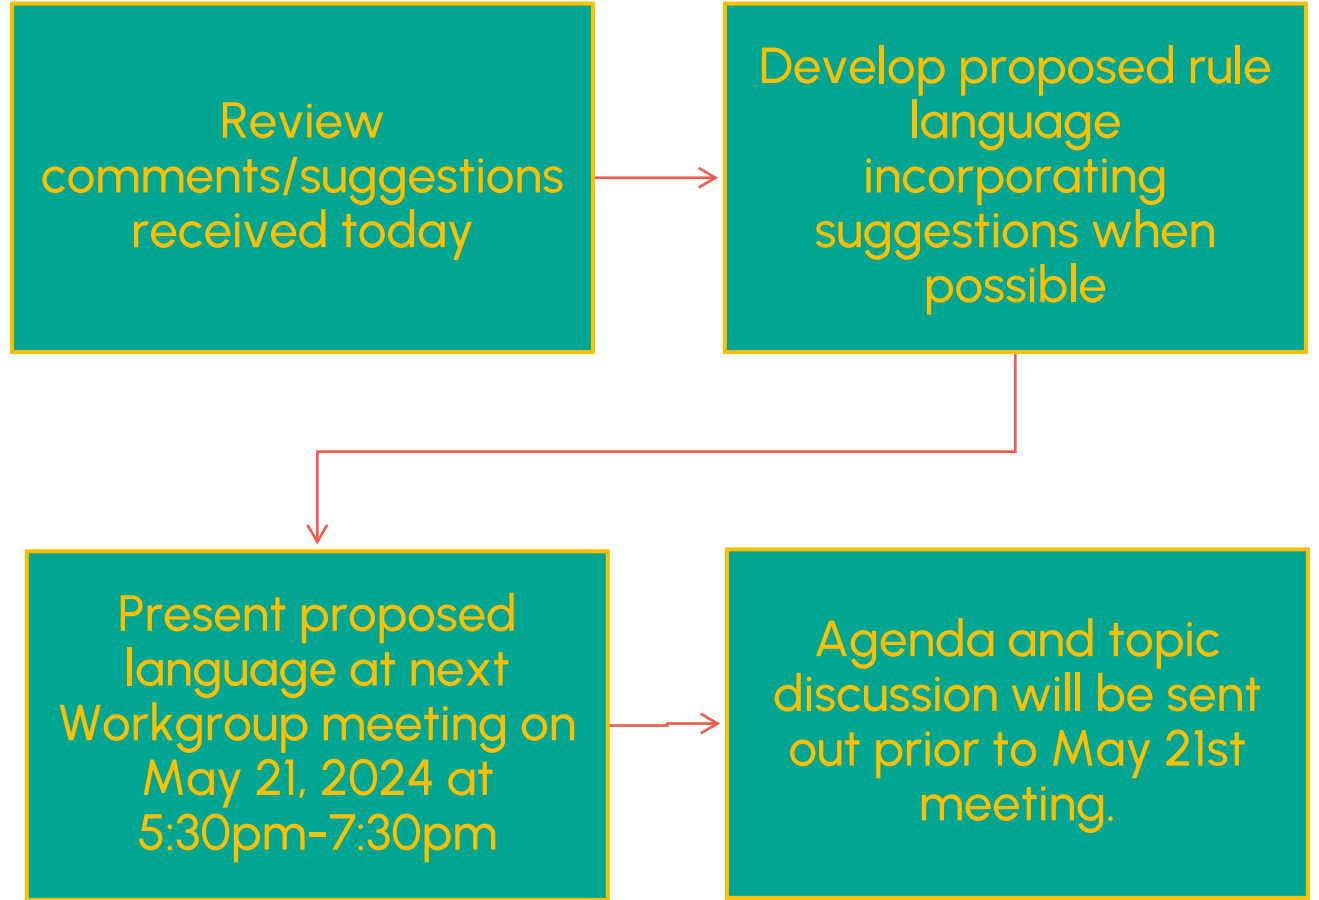 Review
comments/suggestions
received today
Develop proposed rule
language
incorporating
suggestions when
possible
Present proposed
language at next
Workgroup meeting on
May 21, 2024 at
5:30pm-7:30pm
Agenda and topic
discussion will be sent
out prior to May 21st
meeting.